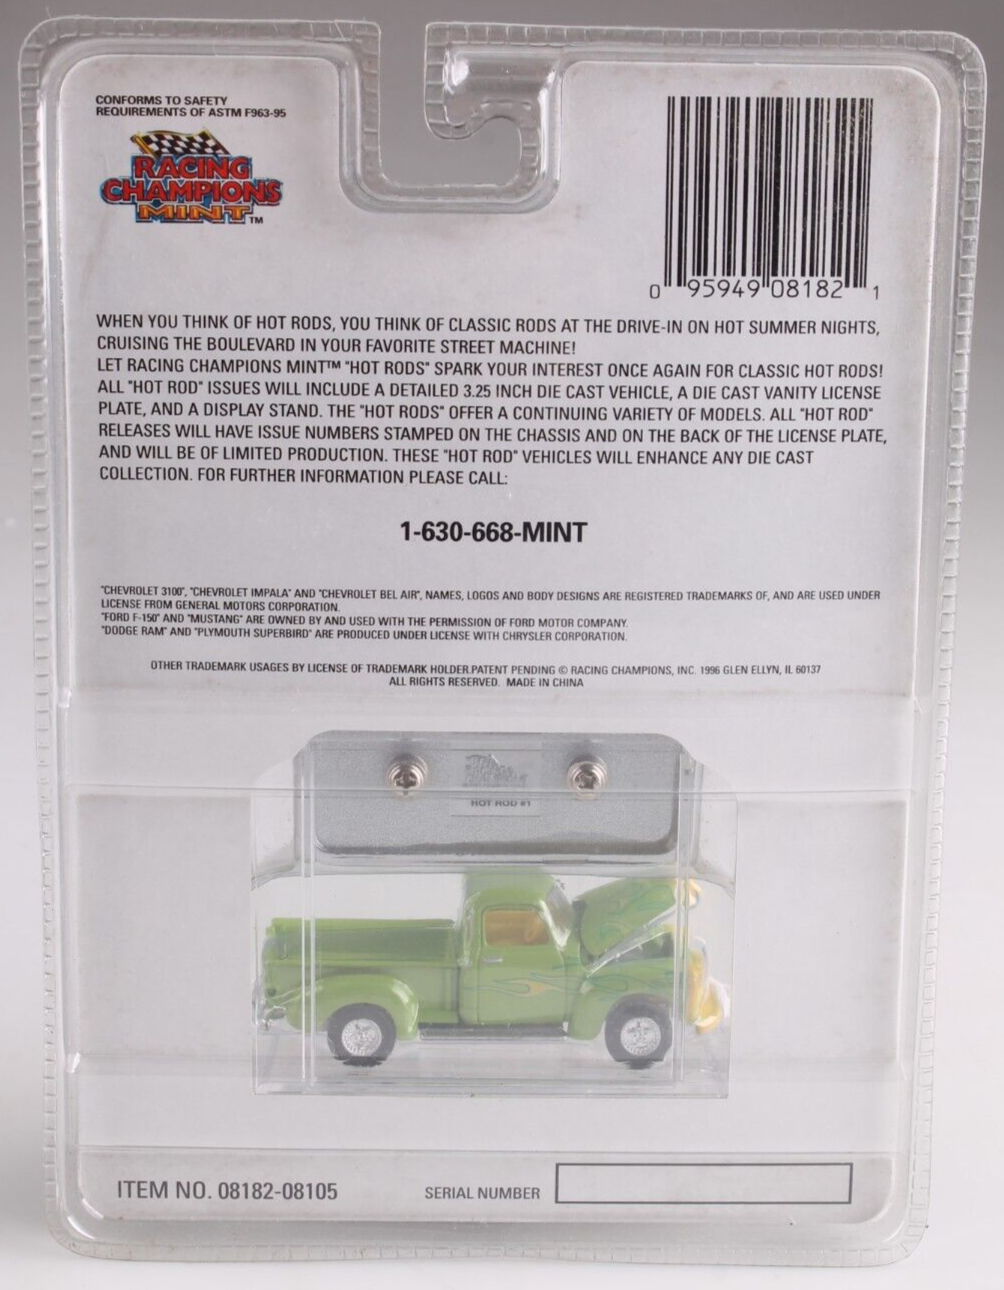 CONFORMS TO SAFETY
REQUIREMENTS OF ASTM F963-95
RACING
CHAMPIONS
MINT™
0 95949 08182 1
WHEN YOU THINK OF HOT RODS, YOU THINK OF CLASSIC RODS AT THE DRIVE-IN ON HOT SUMMER NIGHTS,
CRUISING THE BOULEVARD IN YOUR FAVORITE STREET MACHINE!
LET RACING CHAMPIONS MINT™ "HOT RODS" SPARK YOUR INTEREST ONCE AGAIN FOR CLASSIC HOT RODS!
ALL "HOT ROD" ISSUES WILL INCLUDE A DETAILED 3.25 INCH DIE CAST VEHICLE, A DIE CAST VANITY LICENSE
PLATE, AND A DISPLAY STAND. THE "HOT RODS" OFFER A CONTINUING VARIETY OF MODELS. ALL "HOT ROD"
RELEASES WILL HAVE ISSUE NUMBERS STAMPED ON THE CHASSIS AND ON THE BACK OF THE LICENSE PLATE,
AND WILL BE OF LIMITED PRODUCTION. THESE "HOT ROD" VEHICLES WILL ENHANCE ANY DIE CAST
COLLECTION. FOR FURTHER INFORMATION PLEASE CALL:
1-630-668-MINT
"CHEVROLET 3100", "CHEVROLET IMPALA" AND "CHEVROLET BEL AIR", NAMES, LOGOS AND BODY DESIGNS ARE REGISTERED TRADEMARKS OF, AND ARE USED UNDER
LICENSE FROM GENERAL MOTORS CORPORATION.
"FORD F-150" AND "MUSTANG" ARE OWNED BY AND USED WITH THE PERMISSION OF FORD MOTOR COMPANY.
"DODGE RAM" AND "PLYMOUTH SUPERBIRD" ARE PRODUCED UNDER LICENSE WITH CHRYSLER CORPORATION.
OTHER TRADEMARK USAGES BY LICENSE OF TRADEMARK HOLDER.PATENT PENDING © RACING CHAMPIONS, INC. 1996 GLEN ELLYN, IL 60137
ALL RIGHTS RESERVED. MADE IN CHINA
HOT ROD #1
ITEM NO. 08182-08105
SERIAL NUMBER